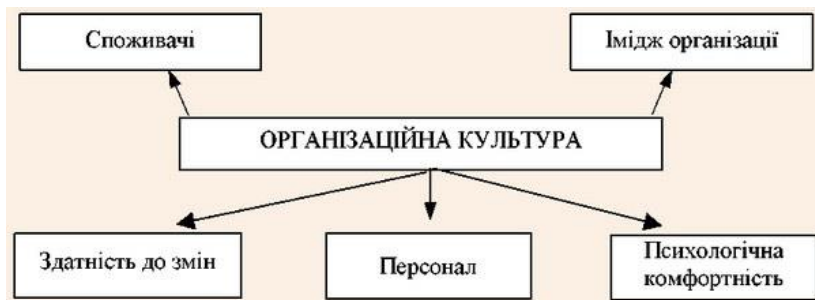 Споживачі
Імідж організації
ОРГАНІЗАЦІЙНА КУЛЬТУРА
Здатність до змін
Персонал
Психологічна
комфортність